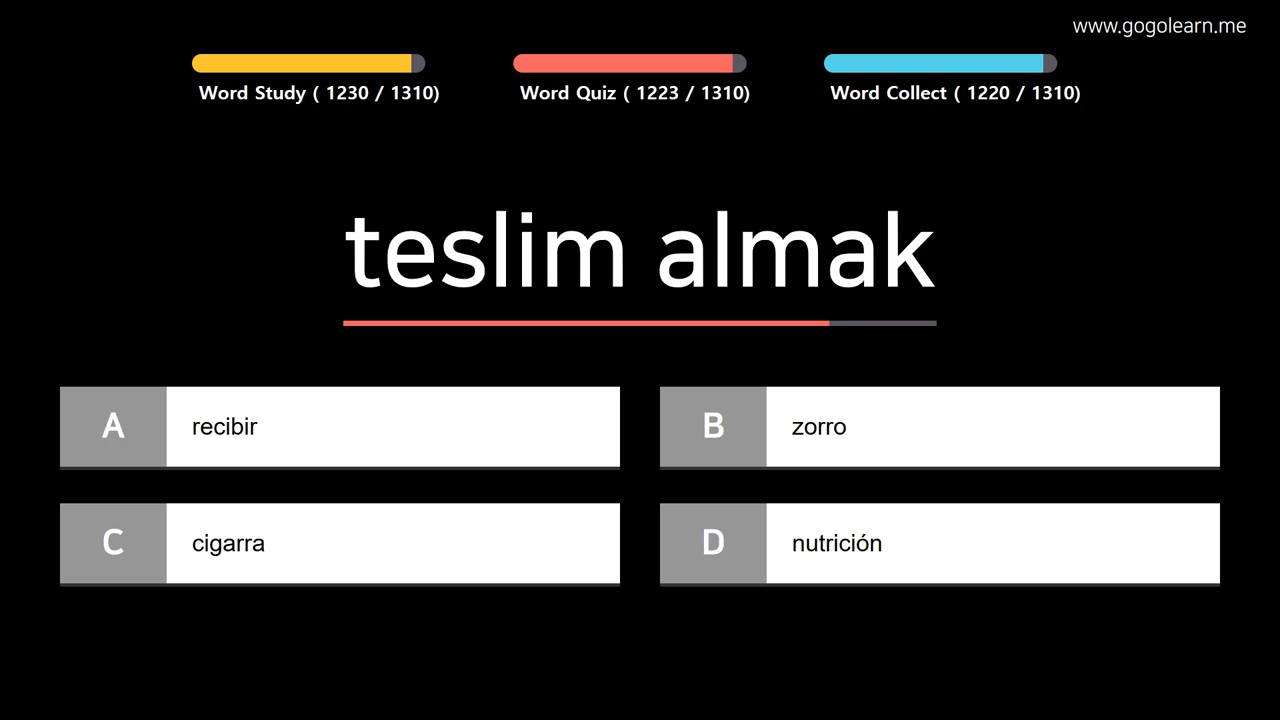 www.gogolearn.me
Word Study ( 1230 / 1310)
Word Quiz ( 1223 / 1310)
Word Collect ( 1220 / 1310)
teslim almak
A recibir
B zorro
C cigarra
D nutrición